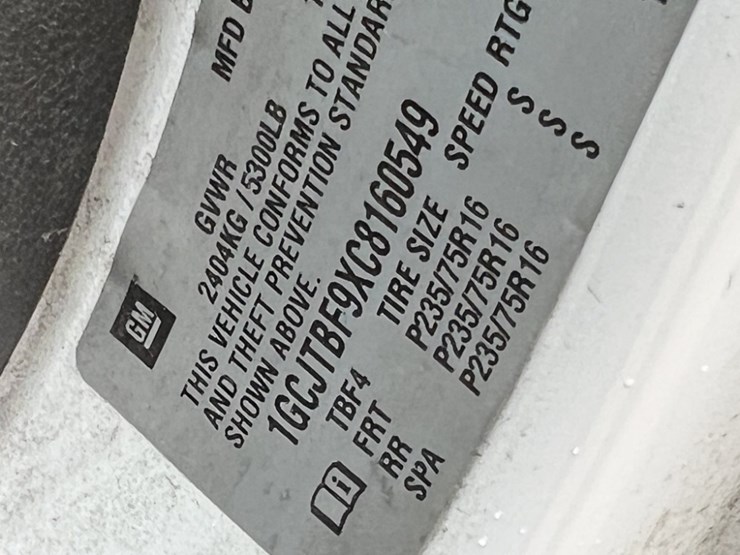 GM
MFD B
GVWR
2404KG / 5300LB
THIS VEHICLE CONFORMS TO ALL
AND THEFT PREVENTION STANDAR
SHOWN ABOVE.
1GCJTBF9XC8160549
TBF4 TIRE SIZE SPEED RTG
FRT P235/75R16 S
RR P235/75R16 S
SPA P235/75R16 S